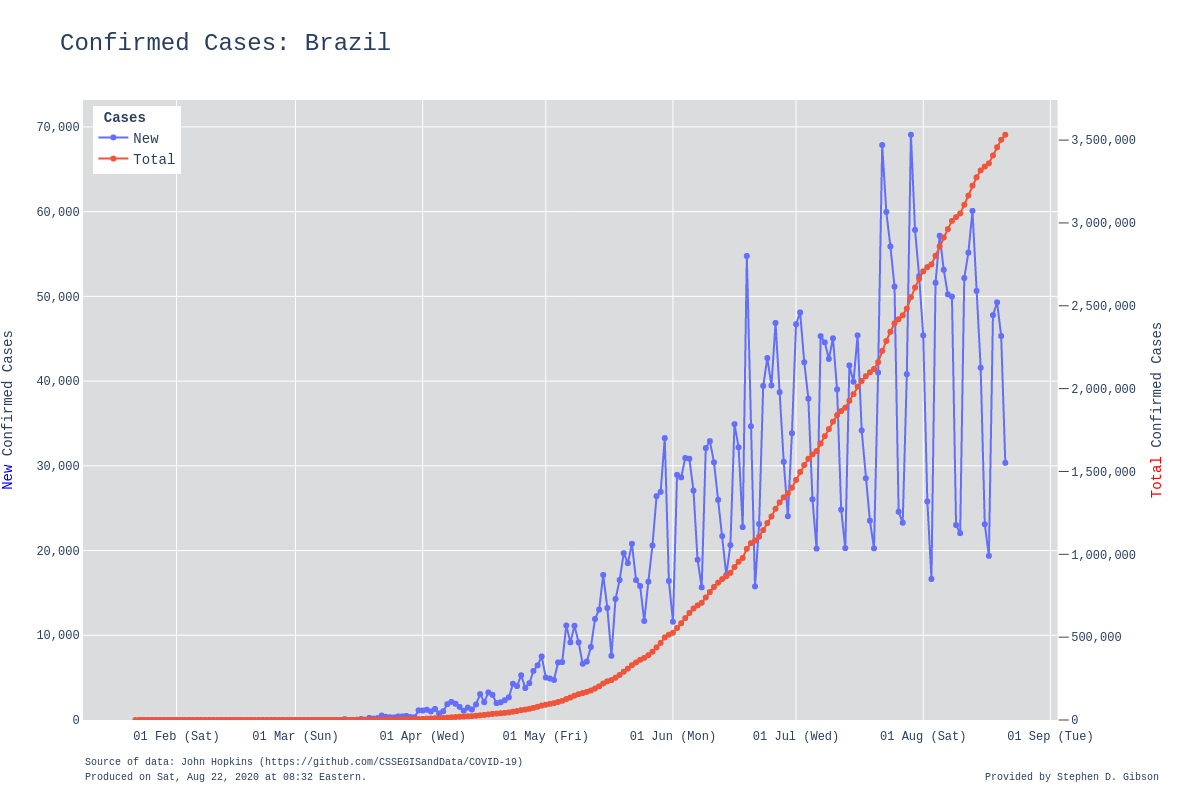 Confirmed Cases: Brazil
Cases
New
Total
70,000
60,000
50,000
40,000
30,000
20,000
10,000
0
New Confirmed Cases
3,500,000
3,000,000
2,500,000
2,000,000
1,500,000
1,000,000
500,000
0
Total Confirmed Cases
01 Feb (Sat) 01 Mar (Sun) 01 Apr (Wed) 01 May (Fri) 01 Jun (Mon) 01 Jul (Wed) 01 Aug (Sat) 01 Sep (Tue)
Source of data: John Hopkins (https://github.com/CSSEGISandData/COVID-19)
Produced on Sat, Aug 22, 2020 at 08:32 Eastern.
Provided by Stephen D. Gibson